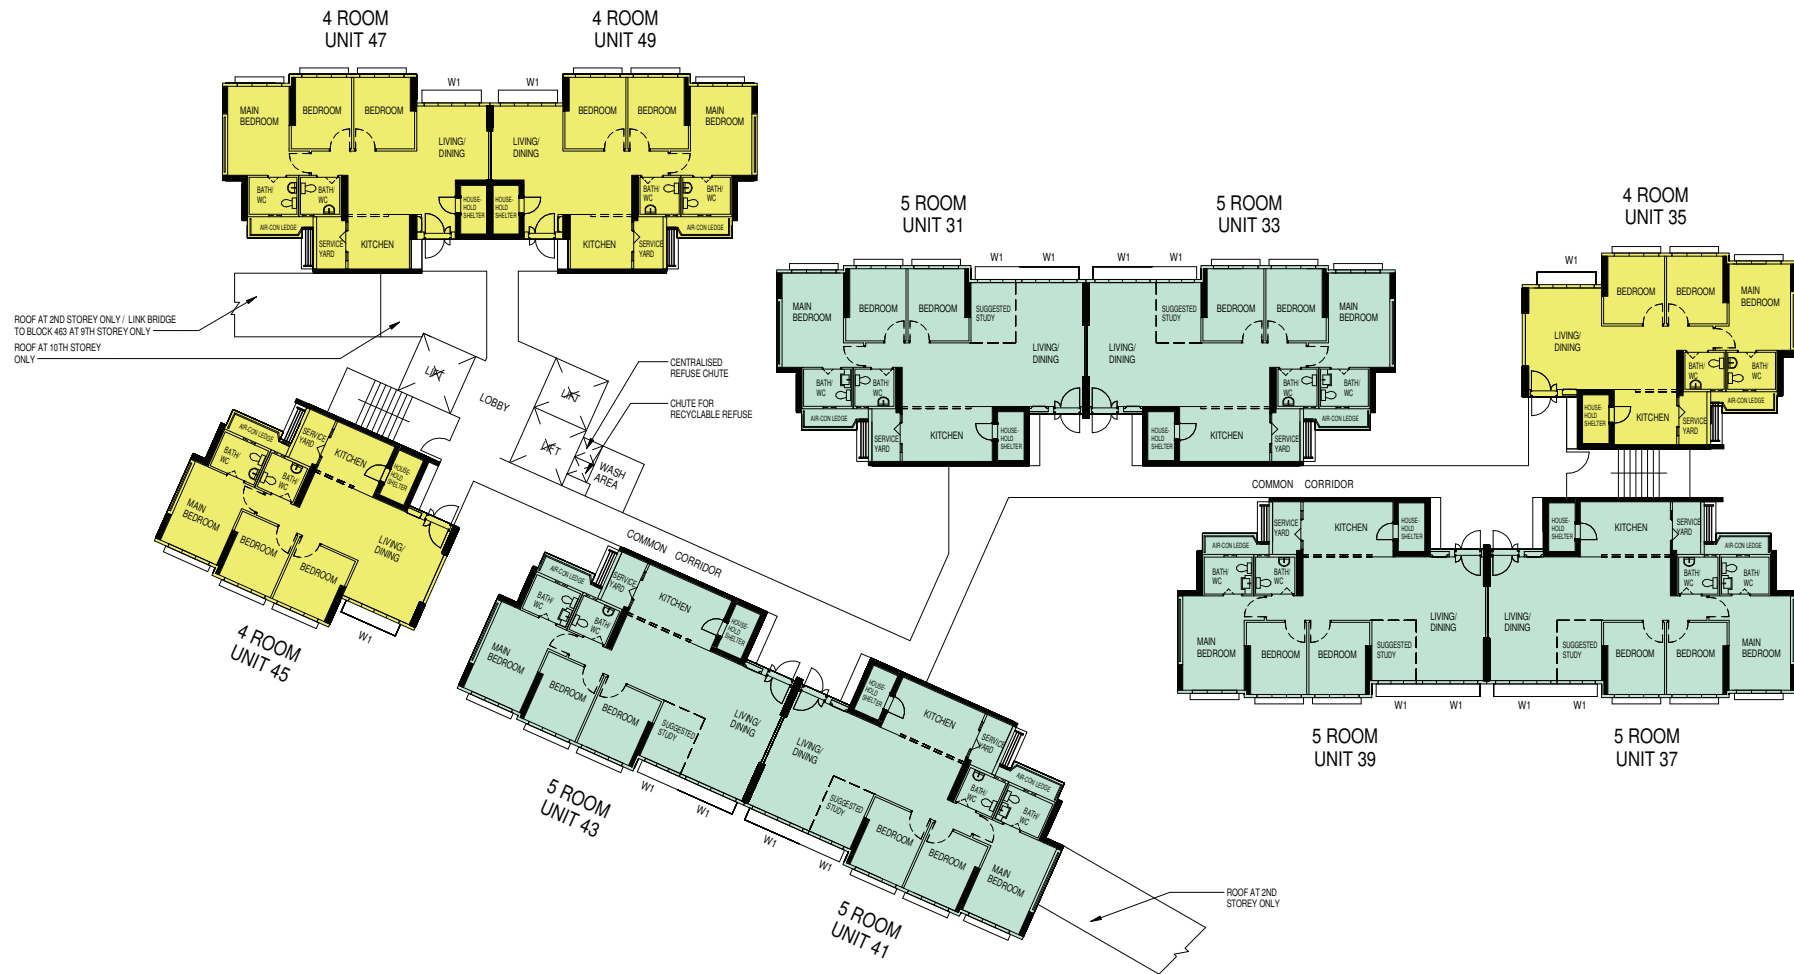 4 ROOM
UNIT 47
4 ROOM
UNIT 49
W1
W1
MAIN
BEDROOM
BEDROOM
BEDROOM
LIVING/
DINING
BATH/
WC
BATH/
WC
HOUSE-
HOLD
SHELTER
AIR-CON LEDGE
SERVICE
YARD
KITCHEN
LIVING/
DINING
BEDROOM
BEDROOM
MAIN
BEDROOM
HOUSE-
HOLD
SHELTER
BATH/
WC
BATH/
WC
AIR-CON LEDGE
KITCHEN
SERVICE
YARD
ROOF AT 2ND STOREY ONLY / LINK BRIDGE
TO BLOCK 463 AT 9TH STOREY ONLY
ROOF AT 10TH STOREY
ONLY
LIFT
LOBBY
LIFT
LIFT
CENTRALISED
REFUSE CHUTE
CHUTE FOR
RECYCLABLE REFUSE
WASH
AREA
COMMON CORRIDOR
5 ROOM
UNIT 31
5 ROOM
UNIT 33
W1
W1
W1
W1
MAIN
BEDROOM
BEDROOM
BEDROOM
SUGGESTED
STUDY
LIVING/
DINING
BATH/
WC
BATH/
WC
AIR-CON LEDGE
SERVICE
YARD
KITCHEN
HOUSE-
HOLD
SHELTER
SUGGESTED
STUDY
BEDROOM
BEDROOM
MAIN
BEDROOM
LIVING/
DINING
BATH/
WC
BATH/
WC
AIR-CON LEDGE
HOUSE-
HOLD
SHELTER
KITCHEN
SERVICE
YARD
4 ROOM
UNIT 35
W1
BEDROOM
BEDROOM
MAIN
BEDROOM
LIVING/
DINING
BATH/
WC
BATH/
WC
AIR-CON LEDGE
HOUSE-
HOLD
SHELTER
KITCHEN
SERVICE
YARD
COMMON CORRIDOR
AIR-CON LEDGE
SERVICE
YARD
KITCHEN
HOUSE-
HOLD
SHELTER
BATH/
WC
BATH/
WC
MAIN
BEDROOM
BEDROOM
BEDROOM
LIVING/
DINING
W1
4 ROOM
UNIT 45
AIR-CON LEDGE
SERVICE
YARD
KITCHEN
HOUSE-
HOLD
SHELTER
BATH/
WC
BATH/
WC
MAIN
BEDROOM
BEDROOM
BEDROOM
SUGGESTED
STUDY
LIVING/
DINING
W1
W1
5 ROOM
UNIT 43
HOUSE-
HOLD
SHELTER
KITCHEN
SERVICE
YARD
AIR-CON LEDGE
LIVING/
DINING
SUGGESTED
STUDY
BATH/
WC
BATH/
WC
BEDROOM
BEDROOM
MAIN
BEDROOM
W1
W1
5 ROOM
UNIT 41
ROOF AT 2ND
STOREY ONLY
AIR-CON LEDGE
SERVICE
YARD
KITCHEN
HOUSE-
HOLD
SHELTER
BATH/
WC
BATH/
WC
LIVING/
DINING
MAIN
BEDROOM
BEDROOM
BEDROOM
SUGGESTED
STUDY
W1
W1
5 ROOM
UNIT 39
HOUSE-
HOLD
SHELTER
KITCHEN
SERVICE
YARD
AIR-CON LEDGE
BATH/
WC
BATH/
WC
LIVING/
DINING
SUGGESTED
STUDY
BEDROOM
BEDROOM
MAIN
BEDROOM
W1
W1
5 ROOM
UNIT 37